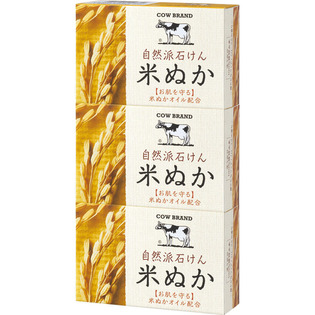 COW BRAND
自然派石けん
米ぬか
【お肌を守る】
米ぬかオイル配合
COW BRAND
自然派石けん
米ぬか
【お肌を守る】
米ぬかオイル配合
COW BRAND
自然派石けん
米ぬか
【お肌を守る】
米ぬかオイル配合